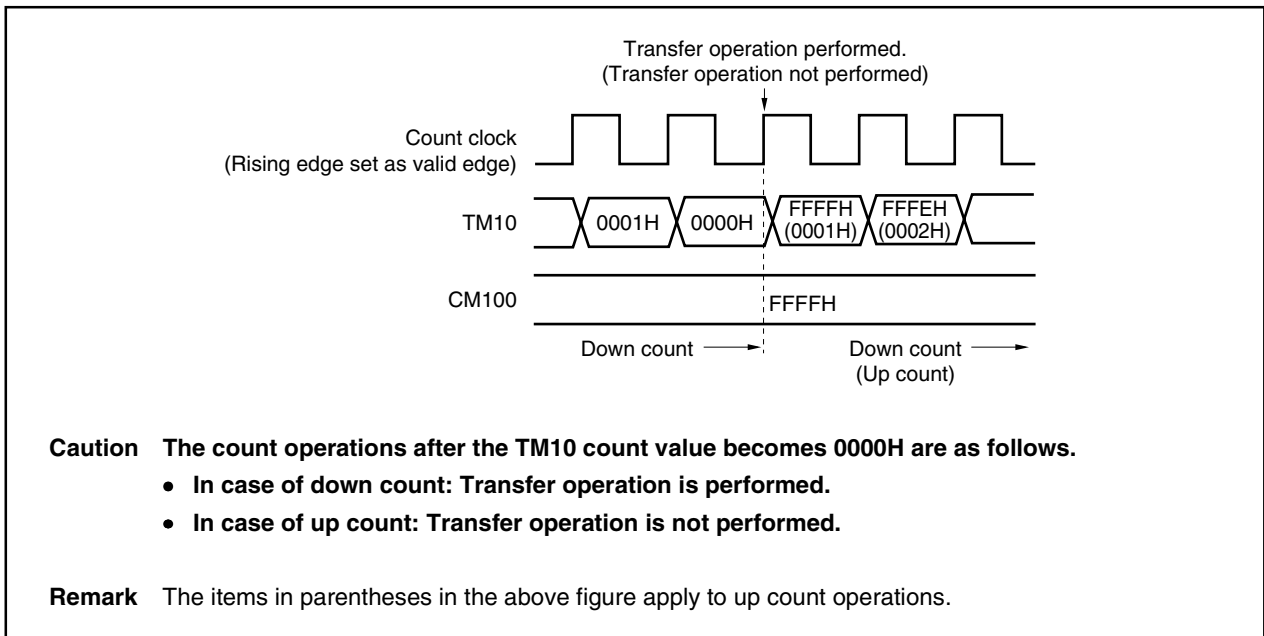 Transfer operation performed.
(Transfer operation not performed)
Count clock
(Rising edge set as valid edge)
TM10
0001H
0000H
FFFFH
(0001H)
FFFEH
(0002H)
CM100
FFFFH
Down count
Down count
(Up count)
Caution The count operations after the TM10 count value becomes 0000H are as follows.
• In case of down count: Transfer operation is performed.
• In case of up count: Transfer operation is not performed.
Remark The items in parentheses in the above figure apply to up count operations.